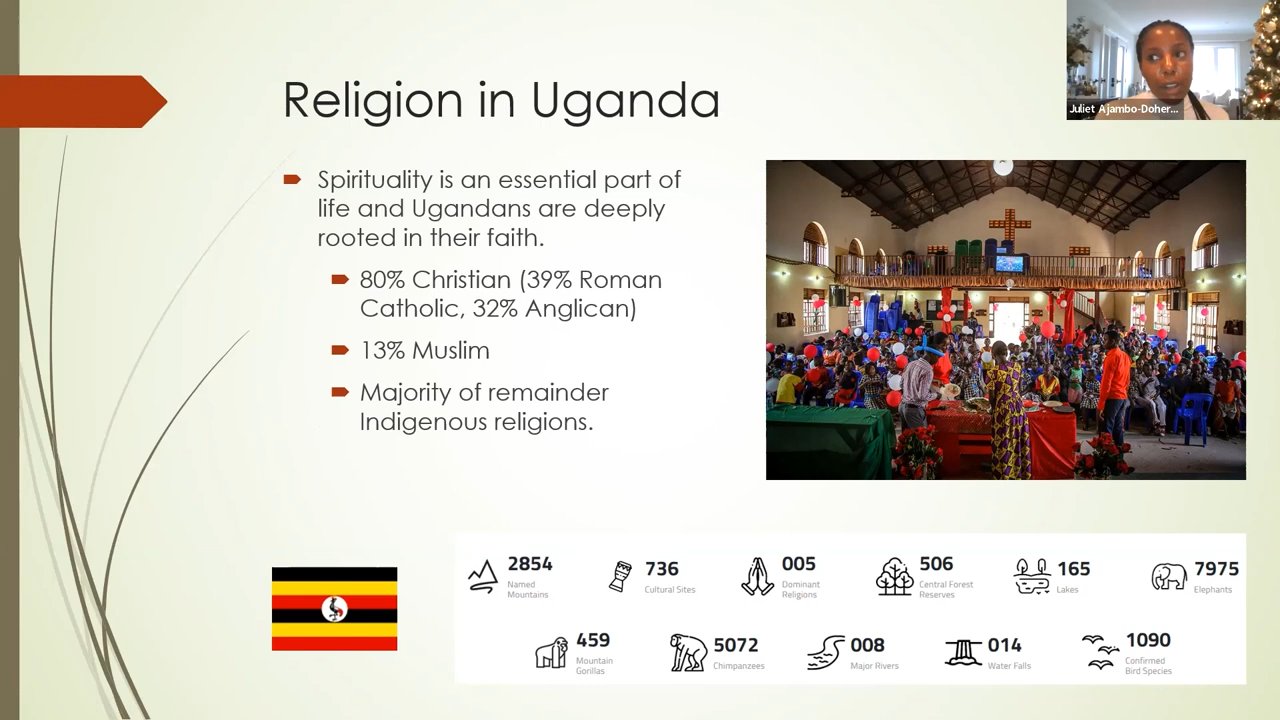 Religion in Uganda
Juliet Ajambo-Doher...
Spirituality is an essential part of
life and Ugandans are deeply
rooted in their faith.
80% Christian (39% Roman
Catholic, 32% Anglican)
13% Muslim
Majority of remainder
Indigenous religions.
2854
Named
Mountains
736
Cultural Sites
005
Dominant
Religions
506
Central Forest
Reserves
165
Lakes
7975
Elephants
459
Mountain
Gorillas
5072
Chimpanzees
008
Major Rivers
014
Water Falls
1090
Confirmed
Bird Species